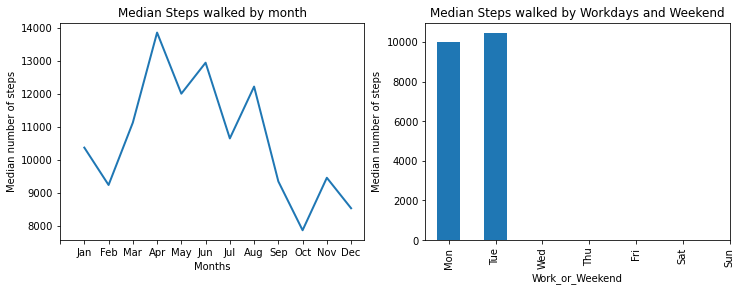 Median Steps walked by month
Median number of steps
14000
13000
12000
11000
10000
9000
8000
Jan Feb Mar Apr May Jun Jul Aug Sep Oct Nov Dec
Months
Median Steps walked by Workdays and Weekend
Median number of steps
10000
8000
6000
4000
2000
0
Mon Tue Wed Thu Fri Sat Sun
Work_or_Weekend